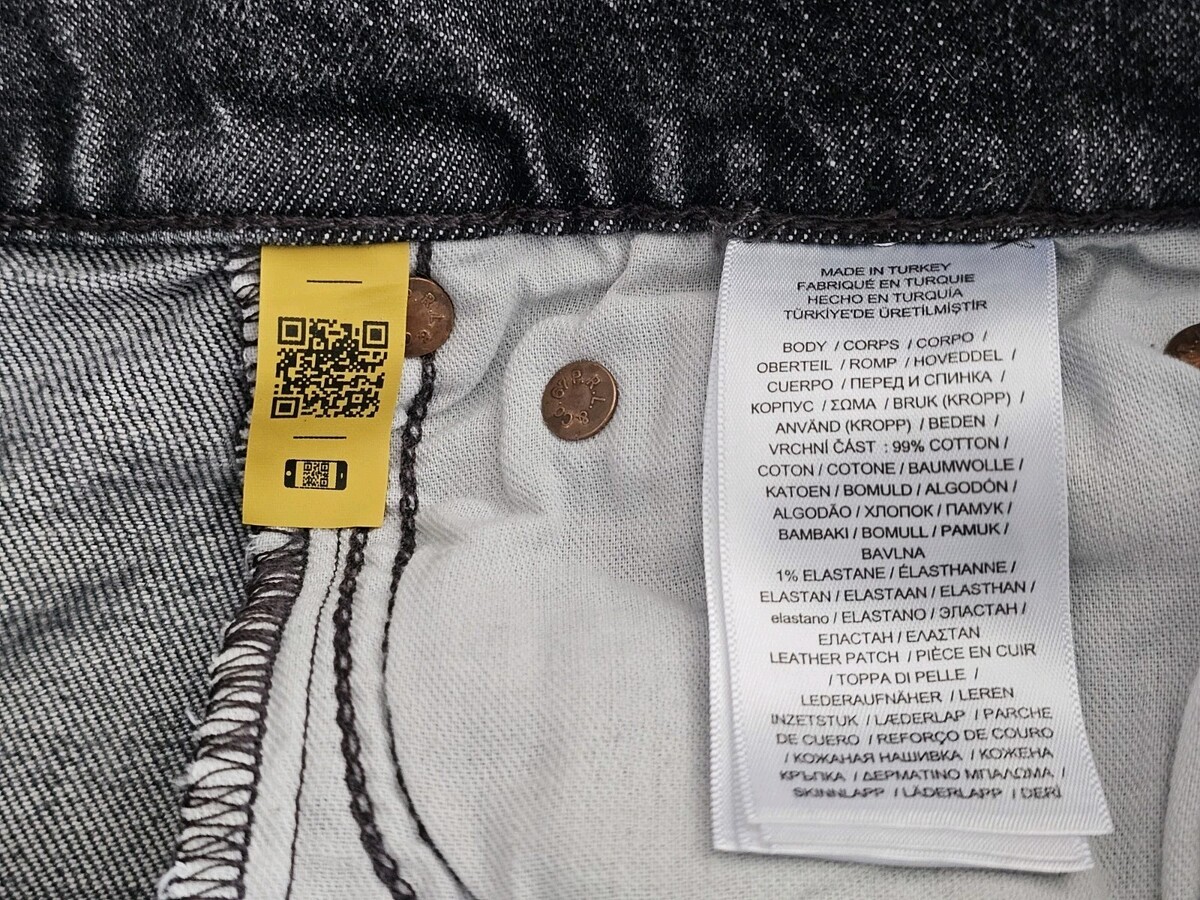 R.L. &
P.R.L. & Co. 67
MADE IN TURKEY
FABRIQUÉ EN TURQUIE
HECHO EN TURQUÍA
TÜRKİYE'DE ÜRETİLMİŞTİR
BODY / CORPS / CORPO /
OBERTEIL / ROMP / HOVEDDEL /
CUERPO / ПЕРЕД И СПИНКА /
КОРПУС / ΣΩΜΑ / BRUK (KROPP) /
ANVÄND (KROPP) / BEDEN /
VRCHNÍ ČÁST : 99% COTTON /
COTON / COTONE / BAUMWOLLE /
KATOEN / BOMULD / ALGODÓN /
ALGODÃO / ХЛОПОК / ПАМУК /
BAMBAKI / BOMULL / PAMUK /
BAVLNA
1% ELASTANE / ÉLASTHANNE /
ELASTAN / ELASTAAN / ELASTHAN /
elastano / ELASTANO / ЭЛАСТАН /
ЕЛАСТАН / ΕΛΑΣΤΑΝ
LEATHER PATCH / PIÈCE EN CUIR
/ TOPPA DI PELLE /
LEDERAUFNÄHER / LEREN
INZETSTUK / LÆDERLAP / PARCHE
DE CUERO / REFORÇO DE COURO
/ КОЖАНАЯ НАШИВКА / КОЖЕНА
КРЪПКА / ΔΕΡΜΑΤΙΝΟ ΜΠΑΛΩΜΑ /
SKINNLAPP / LÄDERLAPP / DERİ